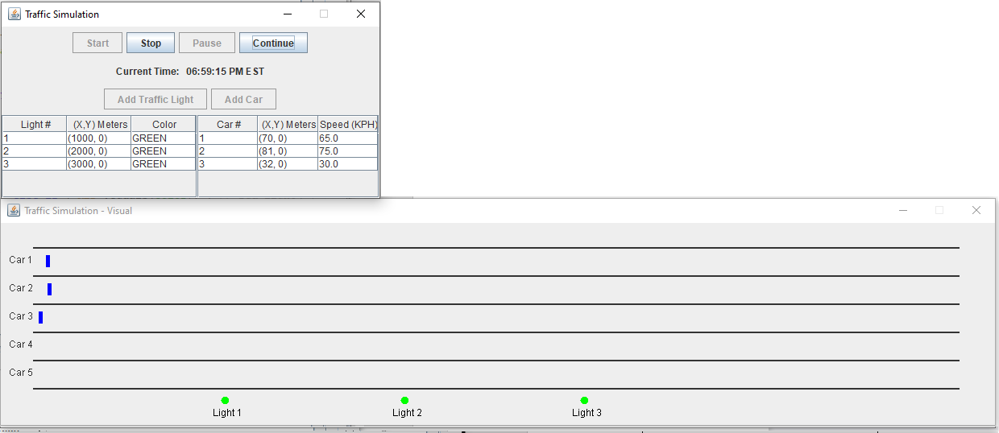 Traffic Simulation
Start Stop Pause Continue
Current Time: 06:59:15 PM EST
Add Traffic Light Add Car
Light # (X,Y) Meters Color Car # (X,Y) Meters Speed (KPH)
1 (1000, 0) GREEN 1 (70, 0) 65.0
2 (2000, 0) GREEN 2 (81, 0) 75.0
3 (3000, 0) GREEN 3 (32, 0) 30.0
Traffic Simulation - Visual
Car 1
Car 2
Car 3
Car 4
Car 5
Light 1 Light 2 Light 3